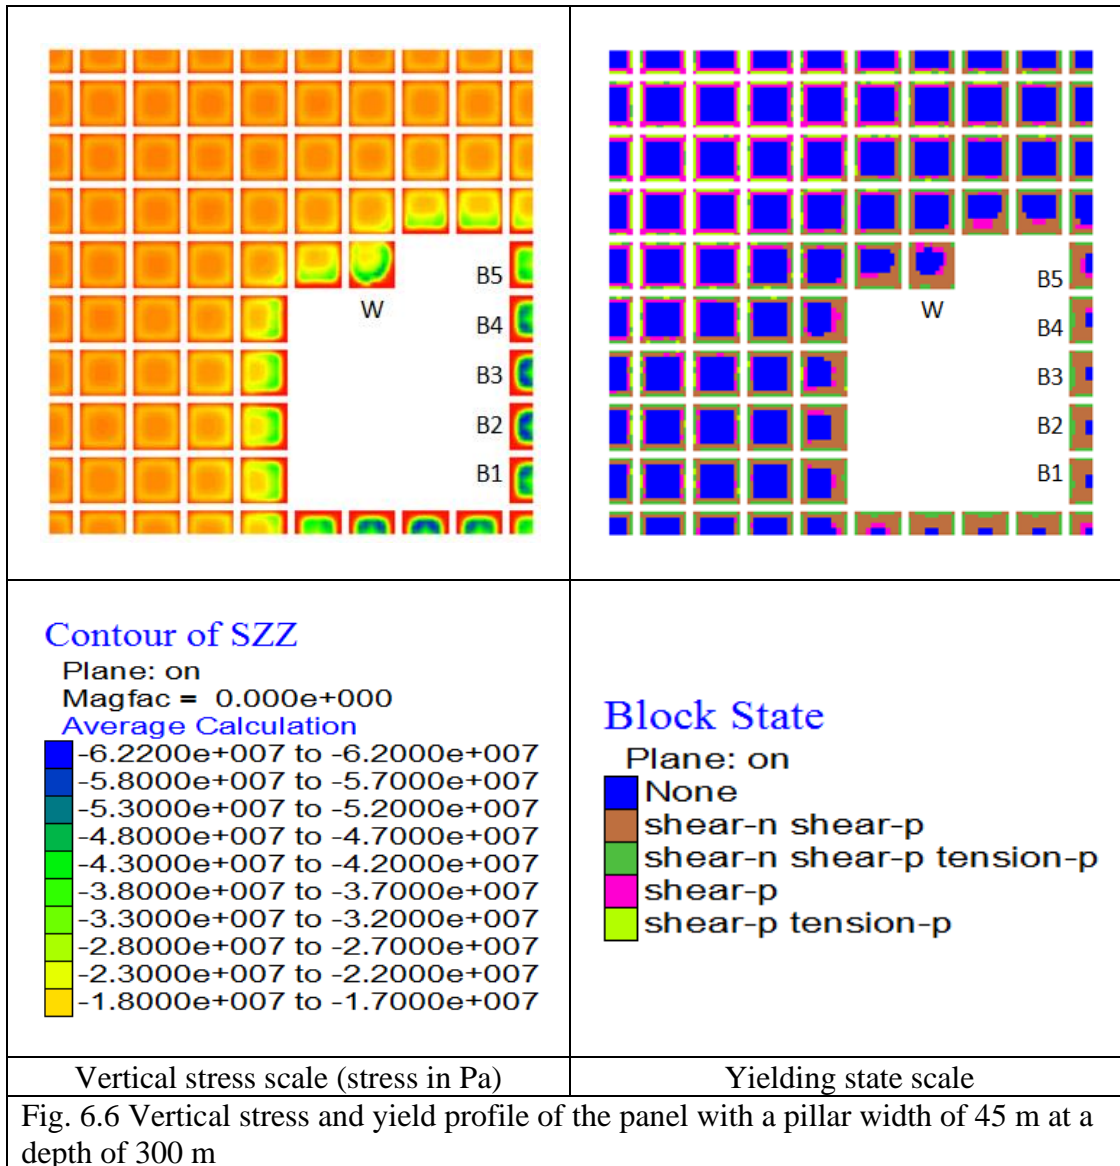 B5
B4
W
B3
B2
B1
B5
B4
W
B3
B2
B1
Contour of SZZ
Plane: on
Magfac = 0.000e+000
Average Calculation
-6.2200e+007 to -6.2000e+007
-5.8000e+007 to -5.7000e+007
-5.3000e+007 to -5.2000e+007
-4.8000e+007 to -4.7000e+007
-4.3000e+007 to -4.2000e+007
-3.8000e+007 to -3.7000e+007
-3.3000e+007 to -3.2000e+007
-2.8000e+007 to -2.7000e+007
-2.3000e+007 to -2.2000e+007
-1.8000e+007 to -1.7000e+007
Block State
Plane: on
None
shear-n shear-p
shear-n shear-p tension-p
shear-p
shear-p tension-p
Vertical stress scale (stress in Pa)
Yielding state scale
Fig. 6.6 Vertical stress and yield profile of the panel with a pillar width of 45 m at a
depth of 300 m